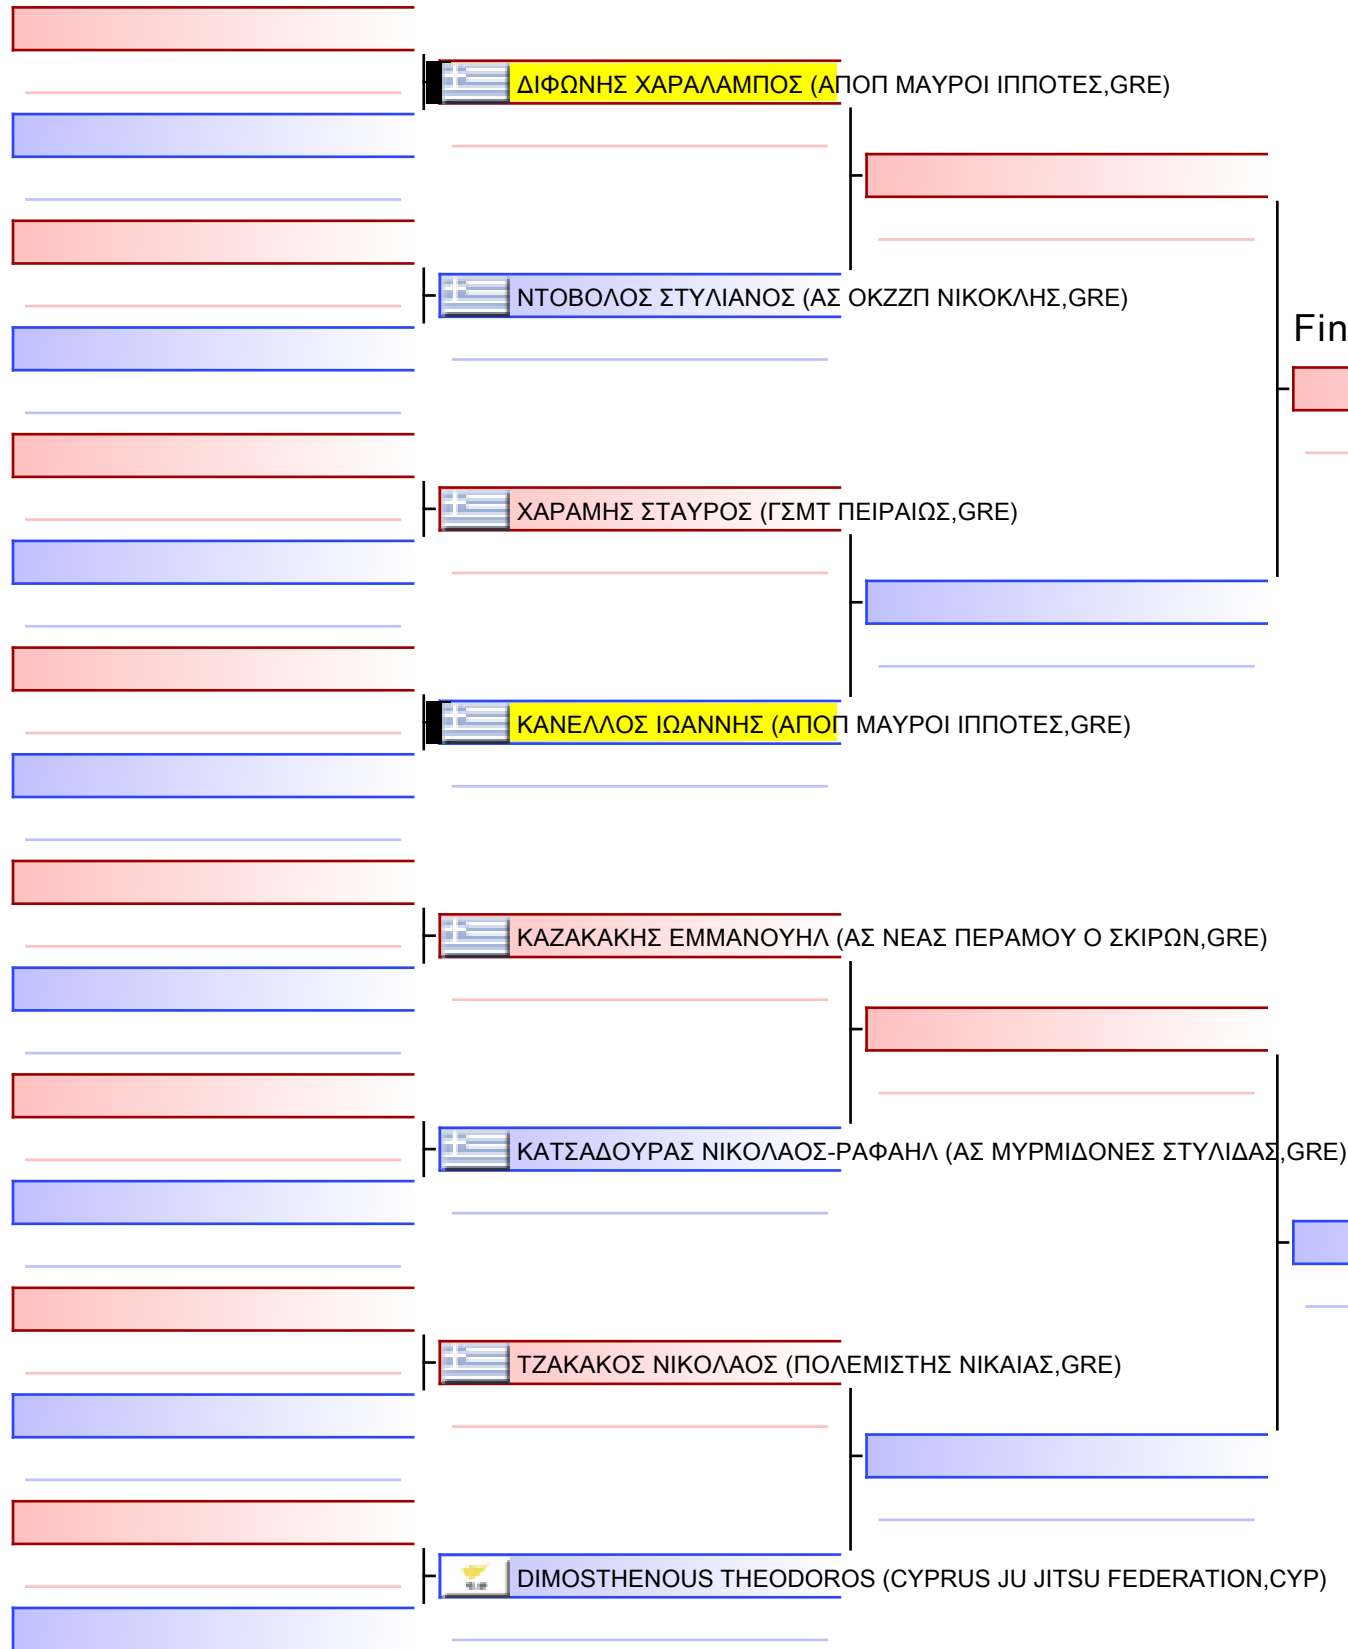 ΔΙΦΩΝΗΣ ΧΑΡΑΛΑΜΠΟΣ (ΑΠΟΠ ΜΑΥΡΟΙ ΙΠΠΟΤΕΣ,GRE)
ΝΤΟΒΟΛΟΣ ΣΤΥΛΙΑΝΟΣ (ΑΣ ΟΚΖΖΠ ΝΙΚΟΚΛΗΣ,GRE)
Fin
ΧΑΡΑΜΗΣ ΣΤΑΥΡΟΣ (ΓΣΜΤ ΠΕΙΡΑΙΩΣ,GRE)
ΚΑΝΕΛΛΟΣ ΙΩΑΝΝΗΣ (ΑΠΟΠ ΜΑΥΡΟΙ ΙΠΠΟΤΕΣ,GRE)
ΚΑΖΑΚΑΚΗΣ ΕΜΜΑΝΟΥΗΛ (ΑΣ ΝΕΑΣ ΠΕΡΑΜΟΥ Ο ΣΚΙΡΩΝ,GRE)
ΚΑΤΣΑΔΟΥΡΑΣ ΝΙΚΟΛΑΟΣ-ΡΑΦΑΗΛ (ΑΣ ΜΥΡΜΙΔΟΝΕΣ ΣΤΥΛΙΔΑΣ,GRE)
ΤΖΑΚΑΚΟΣ ΝΙΚΟΛΑΟΣ (ΠΟΛΕΜΙΣΤΗΣ ΝΙΚΑΙΑΣ,GRE)
DIMOSTHENOUS THEODOROS (CYPRUS JU JITSU FEDERATION,CYP)